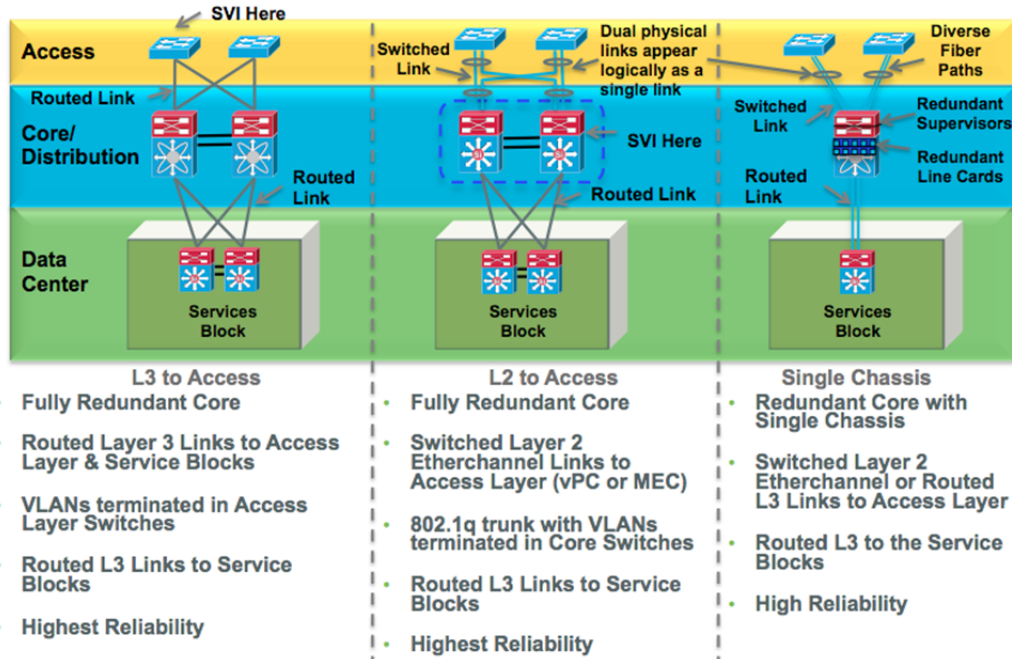 SVI Here
Access
Switched
Link
Dual physical
links appear
logically as a
single link
Diverse
Fiber
Paths
Routed Link
Core/
Distribution
SVI Here
Switched
Link
Redundant
Supervisors
Redundant
Line Cards
Routed
Link
Routed Link
Routed
Link
Data
Center
Services
Block
Services
Block
Services
Block
L3 to Access
• Fully Redundant Core
• Routed Layer 3 Links to Access
Layer & Service Blocks
• VLANs terminated in Access
Layer Switches
• Routed L3 Links to Service
Blocks
• Highest Reliability
L2 to Access
• Fully Redundant Core
• Switched Layer 2
Etherchannel Links to
Access Layer (vPC or MEC)
• 802.1q trunk with VLANs
terminated in Core Switches
• Routed L3 Links to Service
Blocks
• Highest Reliability
Single Chassis
• Redundant Core with
Single Chassis
• Switched Layer 2
Etherchannel or Routed
L3 Links to Access Layer
• Routed L3 to the Service
Blocks
• High Reliability